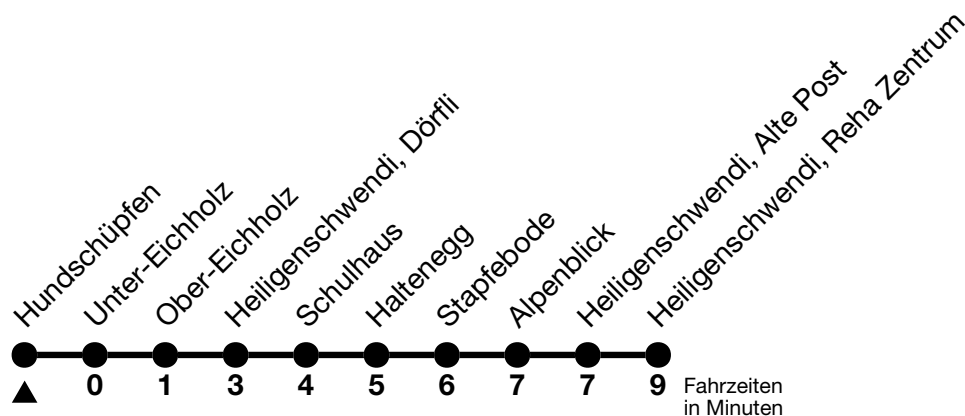 Hundschüpfen
Unter-Eichholz
Ober-Eichholz
Heiligenschwendi, Dörfli
Schulhaus
Haltenegg
Stapfebode
Alpenblick
Heiligenschwendi, Alte Post
Heiligenschwendi, Reha Zentrum
0 1 3 4 5 6 7 7 9
Fahrzeiten
in Minuten